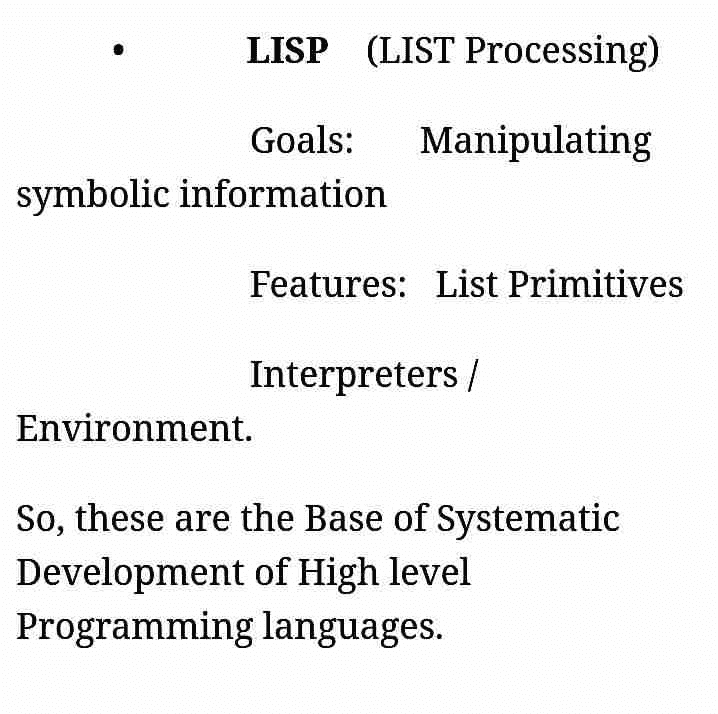 • LISP (LIST Processing)
Goals: Manipulating
symbolic information
Features: List Primitives
Interpreters /
Environment.
So, these are the Base of Systematic
Development of High level
Programming languages.